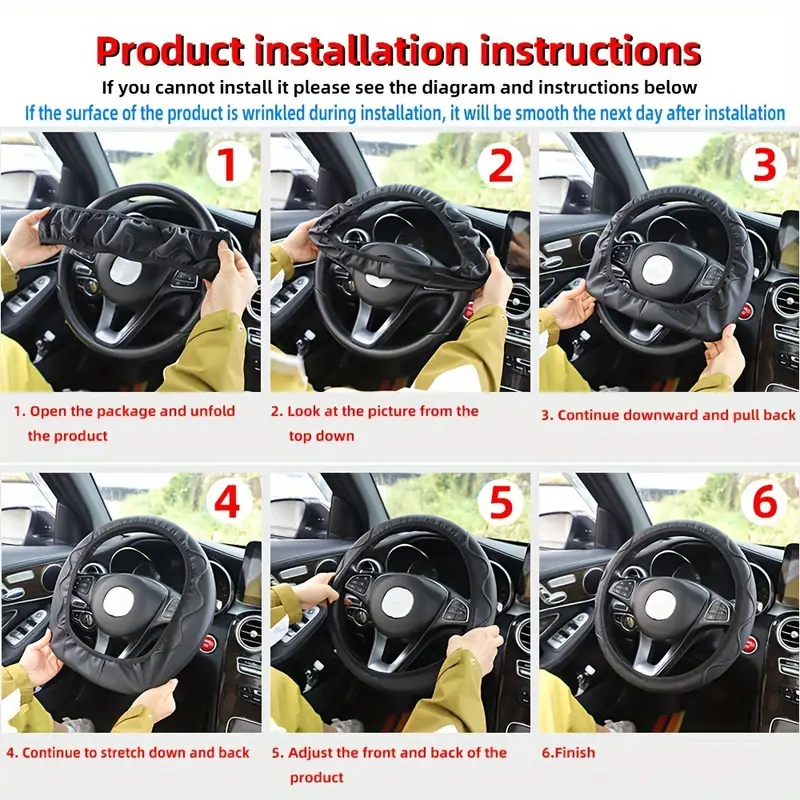 Product installation instructions
If you cannot install it please see the diagram and instructions below
If the surface of the product is wrinkled during installation, it will be smooth the next day after installation
1
2
3
1. Open the package and unfold
the product
2. Look at the picture from the
top down
3. Continue downward and pull back
4
5
6
4. Continue to stretch down and back
5. Adjust the front and back of the
product
6.Finish